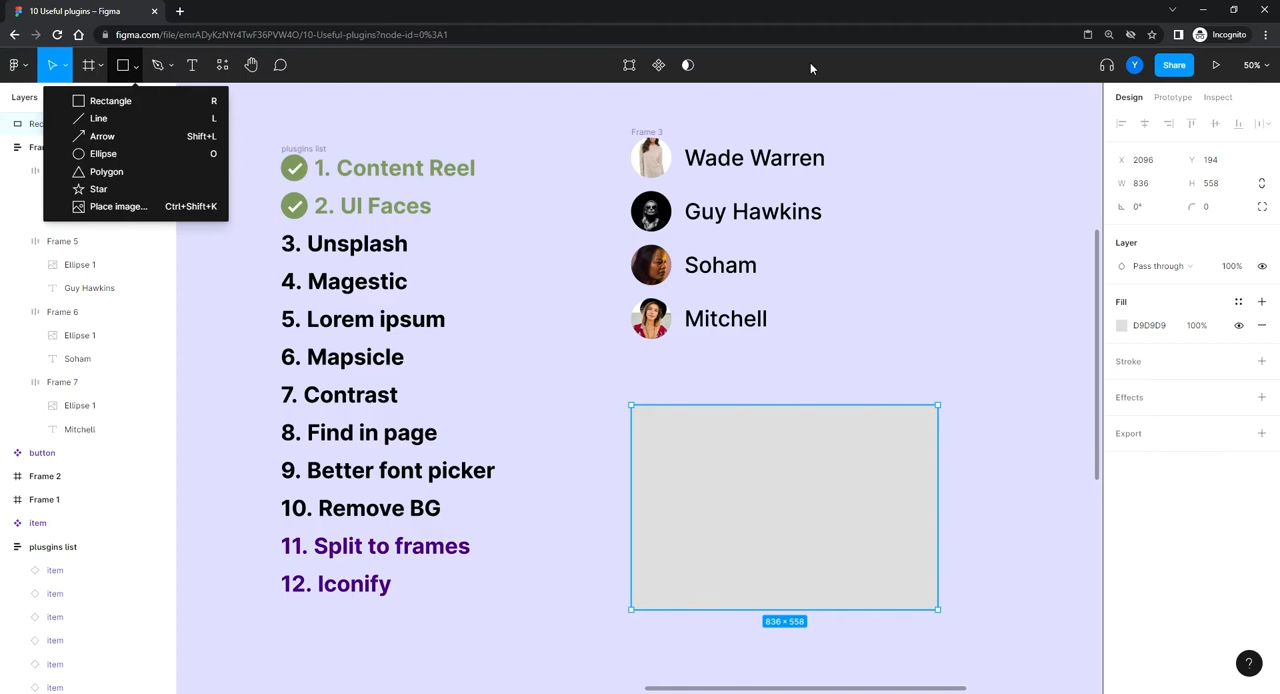 10 Useful plugins – Figma
figma.com/file/emrADyKzNYr4TwF36PVW4O/10-Useful-plugins?node-id=0%3A1
Incognito
Y
Share
50%
Layers
Rec
Fra
Rectangle R
Line L
Arrow Shift+L
Ellipse O
Polygon
Star
Place image... Ctrl+Shift+K
Frame 5
Ellipse 1
Guy Hawkins
Frame 6
Ellipse 1
Soham
Frame 7
Ellipse 1
Mitchell
button
Frame 2
Frame 1
item
plusgins list
item
item
item
item
item
item
plusgins list
1. Content Reel
2. UI Faces
3. Unsplash
4. Magestic
5. Lorem ipsum
6. Mapsicle
7. Contrast
8. Find in page
9. Better font picker
10. Remove BG
11. Split to frames
12. Iconify
Frame 3
Wade Warren
Guy Hawkins
Soham
Mitchell
836 × 558
Design Prototype Inspect
X 2096 Y 194
W 836 H 558
0° 0
Layer
Pass through 100%
Fill
D9D9D9 100%
Stroke
Effects
Export
?